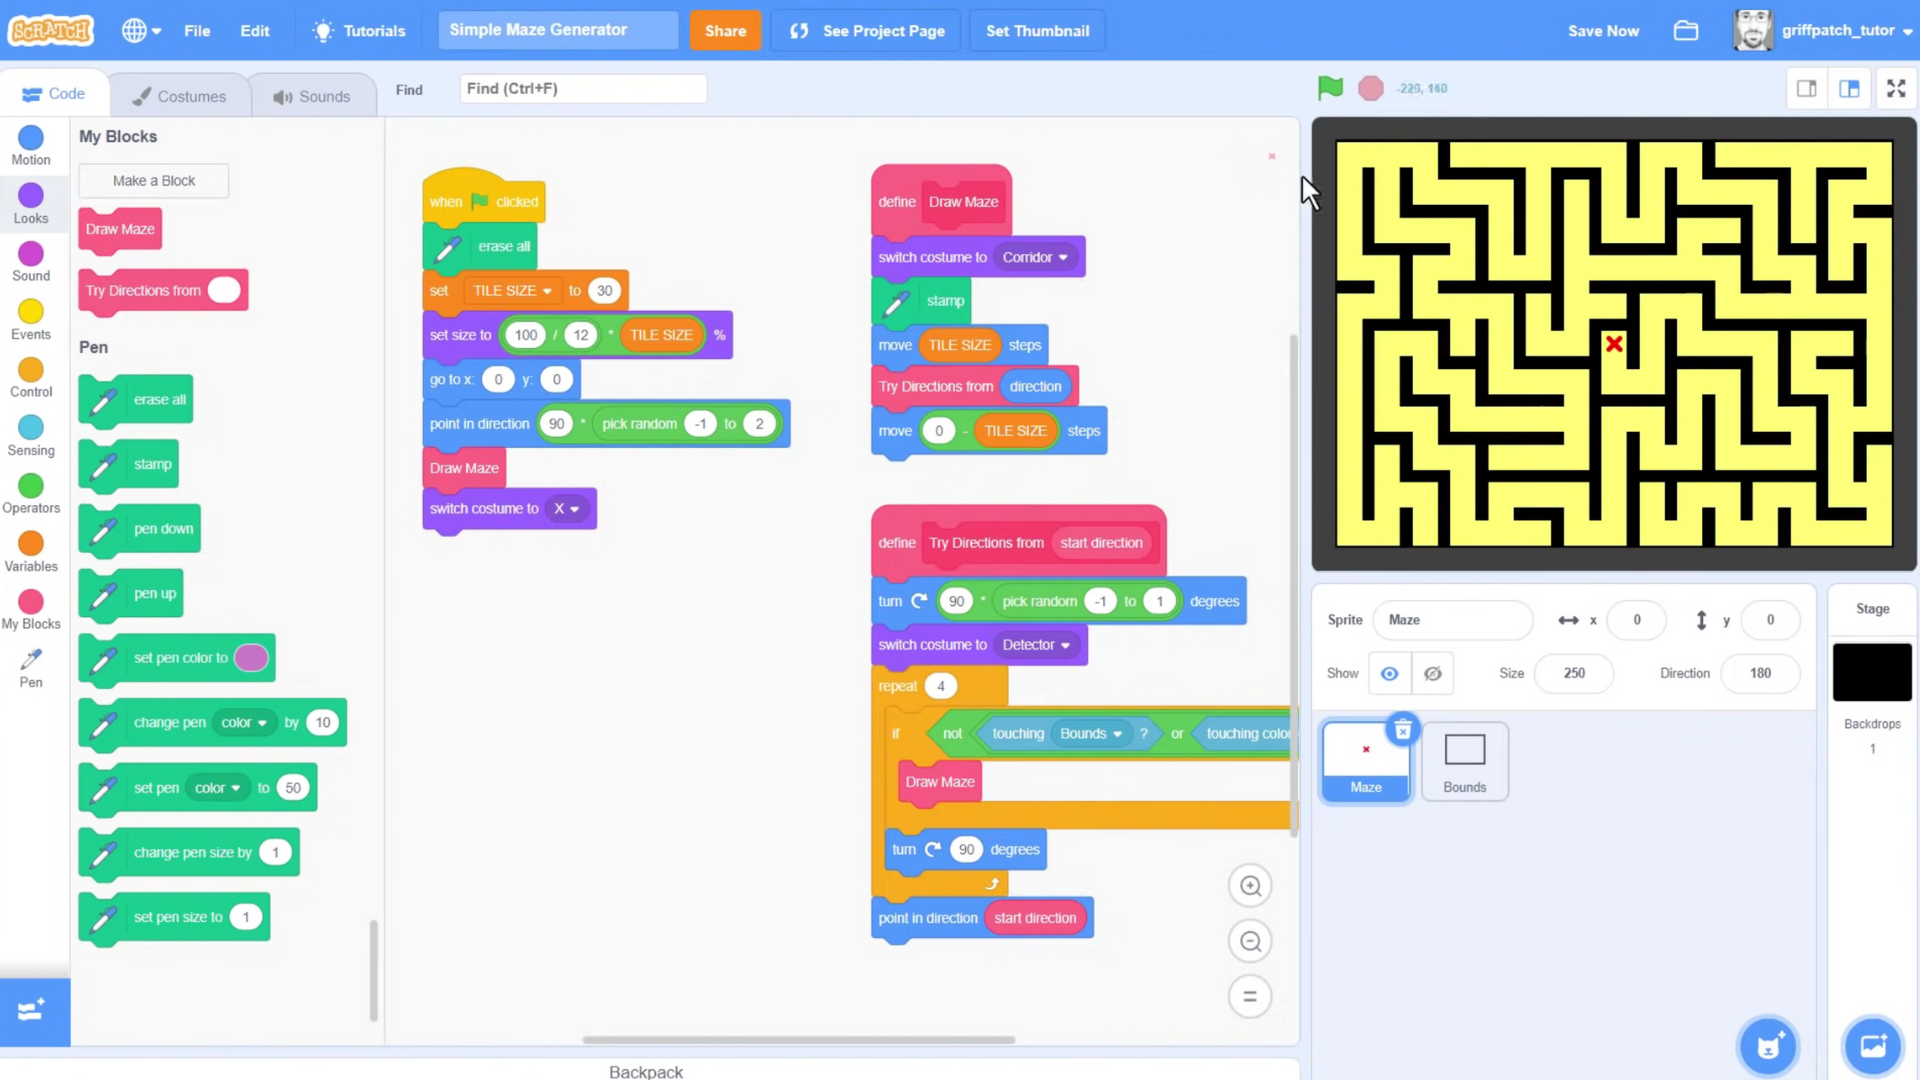 SCRATCH File Edit Tutorials Simple Maze Generator Share See Project Page Set Thumbnail Save Now griffpatch_tutor
Code Costumes Sounds Find Find (Ctrl+F)
Motion
Looks
Sound
Events
Control
Sensing
Operators
Variables
My Blocks
Pen
My Blocks
Make a Block
Draw Maze
Try Directions from
Pen
erase all
stamp
pen down
pen up
set pen color to
change pen color by 10
set pen color to 50
change pen size by 1
set pen size to 1
when clicked
erase all
set TILE SIZE to 30
set size to 100 / 12 * TILE SIZE %
go to x: 0 y: 0
point in direction 90 * pick random -1 to 2
Draw Maze
switch costume to X
define Draw Maze
switch costume to Corridor
stamp
move TILE SIZE steps
Try Directions from direction
move 0 - TILE SIZE steps
define Try Directions from start direction
turn 90 * pick random -1 to 1 degrees
switch costume to Detector
repeat 4
if not touching Bounds ? or touching colo
Draw Maze
turn 90 degrees
point in direction start direction
Backpack
Sprite Maze x 0 y 0
Show Size 250 Direction 180
Maze
Bounds
Stage
Backdrops
1